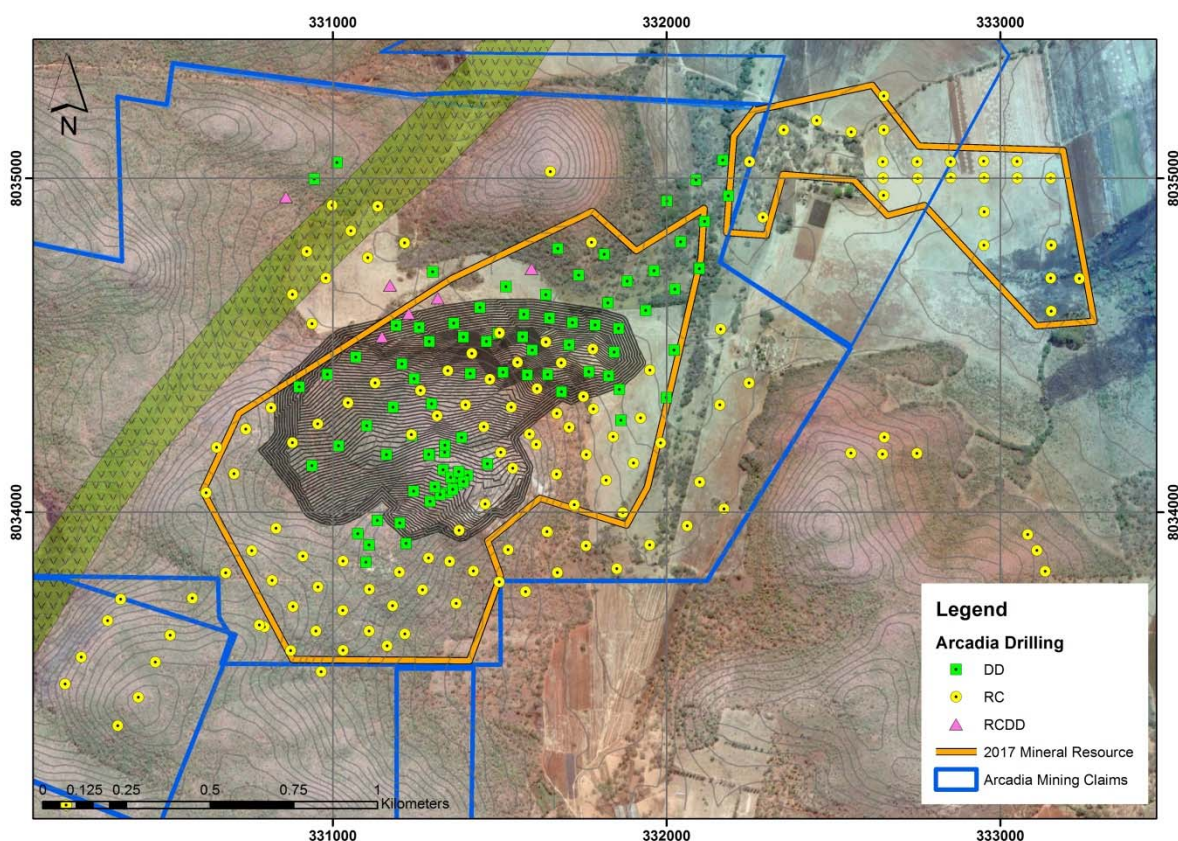 331000 332000 333000
N
8035000 8035000
8034000 8034000
Legend
Arcadia Drilling
DD
RC
RCDD
2017 Mineral Resource
Arcadia Mining Claims
0 0.125 0.25 0.5 0.75 1
Kilometers
331000 332000 333000